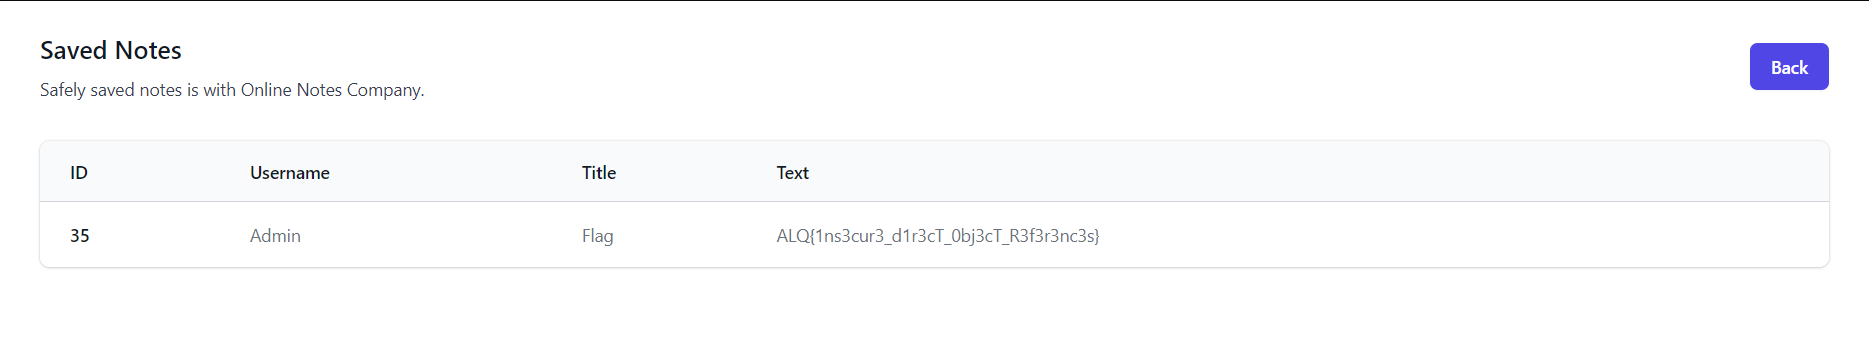 Saved Notes
Back
Safely saved notes is with Online Notes Company.
ID Username Title Text
35 Admin Flag ALQ{1ns3cur3_d1r3cT_0bj3cT_R3f3r3nc3s}